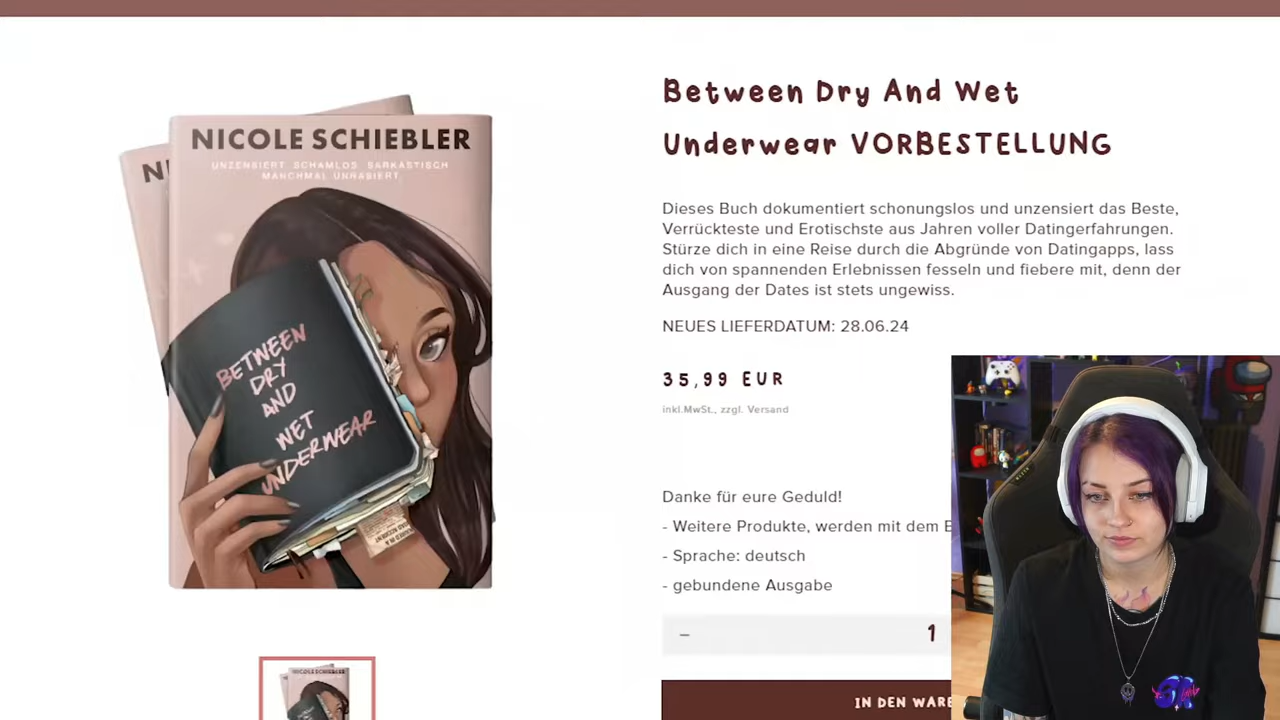 Between Dry And Wet
Underwear VORBESTELLUNG
Dieses Buch dokumentiert schonungslos und unzensiert das Beste,
Verrückteste und Erotischste aus Jahren voller Datingerfahrungen.
Stürze dich in eine Reise durch die Abgründe von Datingapps, lass
dich von spannenden Erlebnissen fesseln und fiebere mit, denn der
Ausgang der Dates ist stets ungewiss.
NEUES LIEFERDATUM: 28.06.24
35,99 EUR
inkl.MwSt., zzgl. Versand
Danke für eure Geduld!
- Weitere Produkte, werden mit dem
- Sprache: deutsch
- gebundene Ausgabe
− 1
IN DEN WARE
NICOLE SCHIEBLER
UNZENSIERT. SCHAMLOS. SARKASTISCH
MANCHMAL UNRASIERT.
BETWEEN
DRY
AND
WET
UNDERWEAR
NICOLE SCHIEBLER